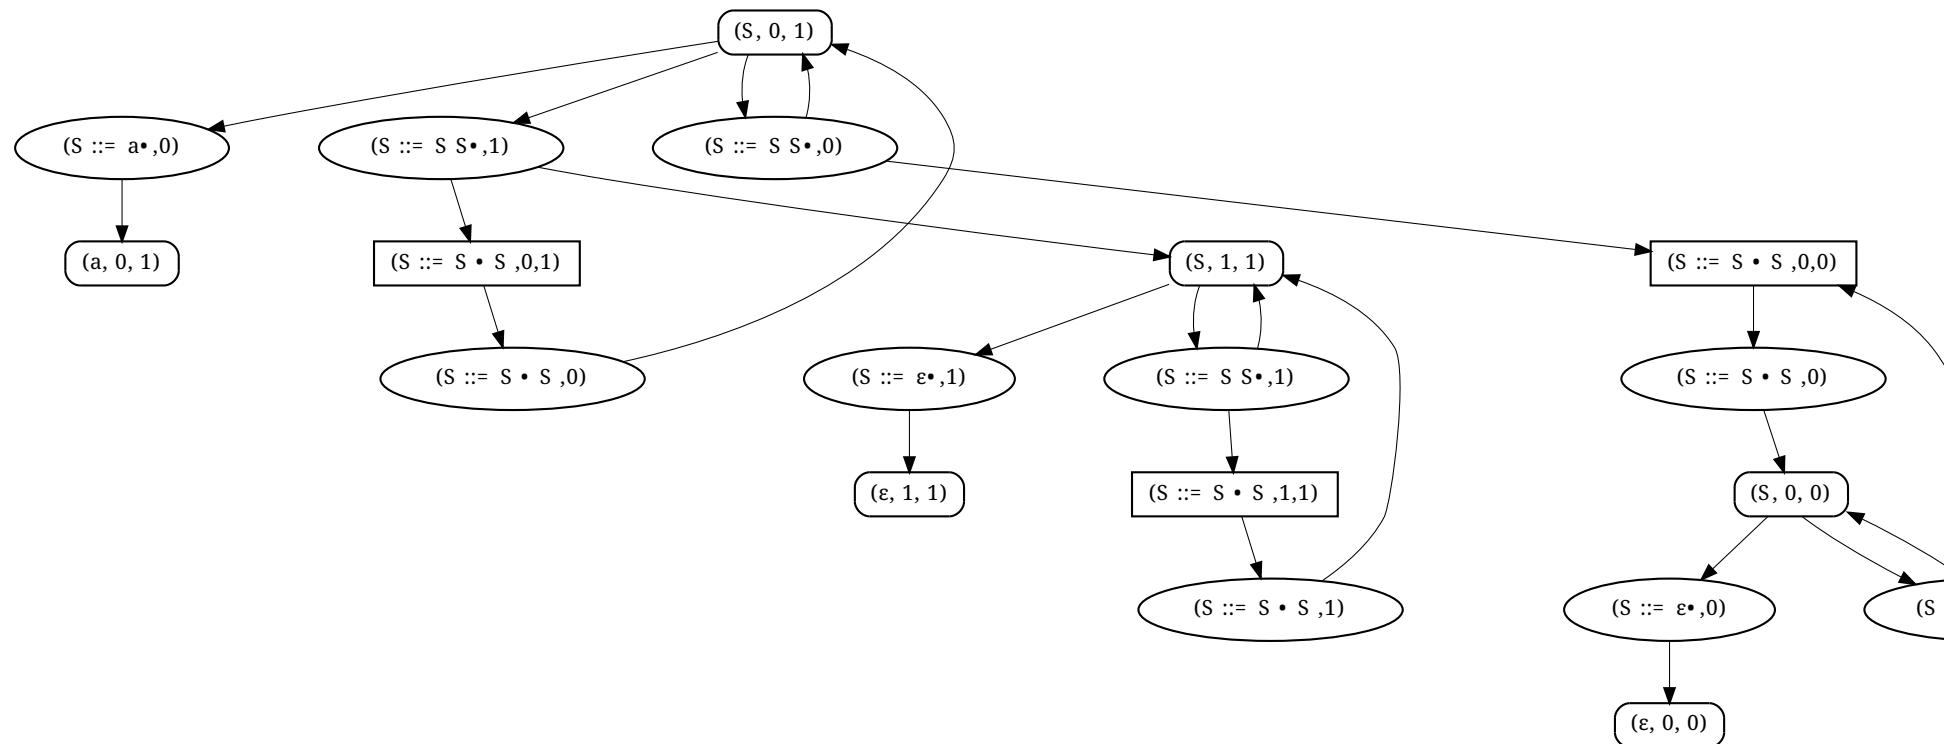 (S, 0, 1)
(S ::= a•,0)
(S ::= S S•,1)
(S ::= S S•,0)
(a, 0, 1)
(S ::= S • S ,0,1)
(S, 1, 1)
(S ::= S • S ,0,0)
(S ::= S • S ,0)
(S ::= ε•,1)
(S ::= S S•,1)
(S ::= S • S ,0)
(ε, 1, 1)
(S ::= S • S ,1,1)
(S, 0, 0)
(S ::= S • S ,1)
(S ::= ε•,0)
(S
(ε, 0, 0)